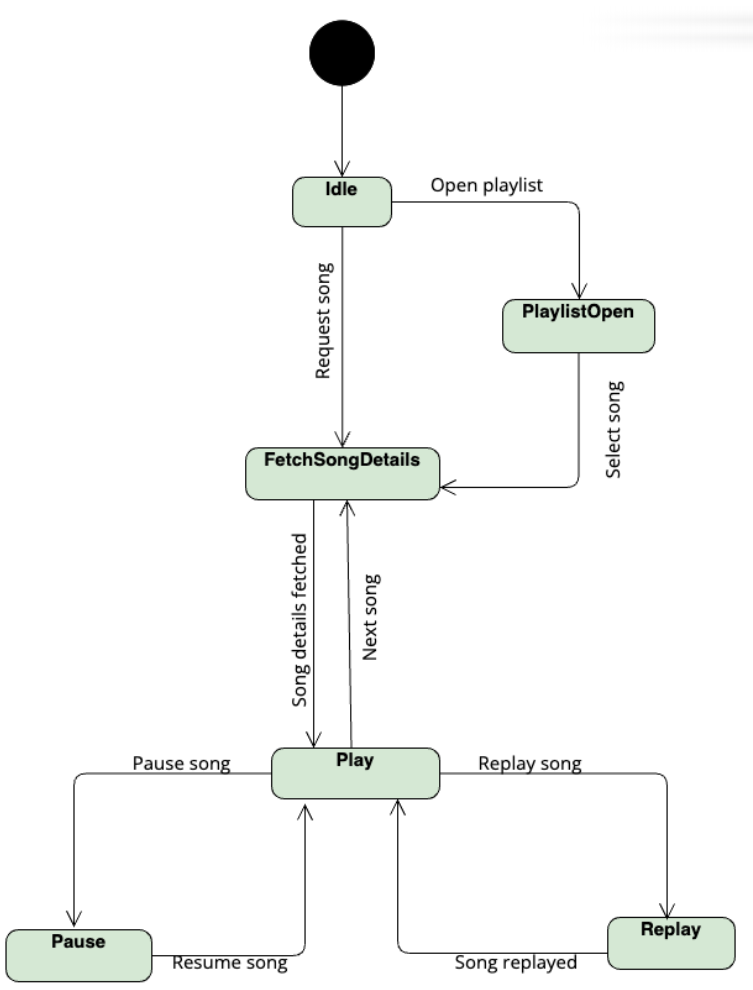 Idle
Open playlist
Request song
PlaylistOpen
Select song
FetchSongDetails
Song details fetched
Next song
Play
Pause song
Replay song
Pause
Resume song
Replay
Song replayed